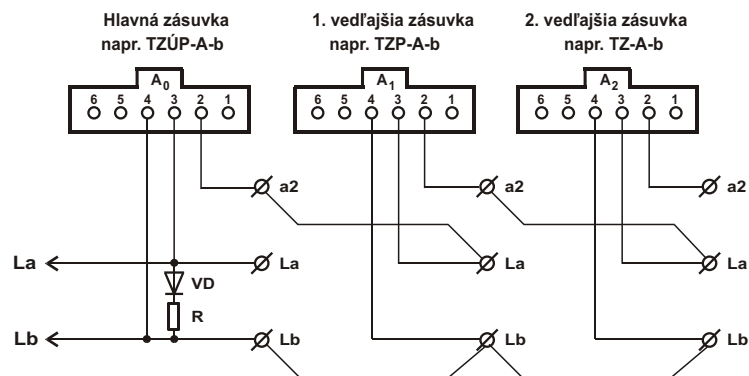 Hlavná zásuvka
napr. TZÚP-A-b
1. vedľajšia zásuvka
napr. TZP-A-b
2. vedľajšia zásuvka
napr. TZ-A-b
A0
6 5 4 3 2 1
A1
6 5 4 3 2 1
A2
6 5 4 3 2 1
a2
a2
a2
La
La
La
La
VD
R
Lb
Lb
Lb
Lb